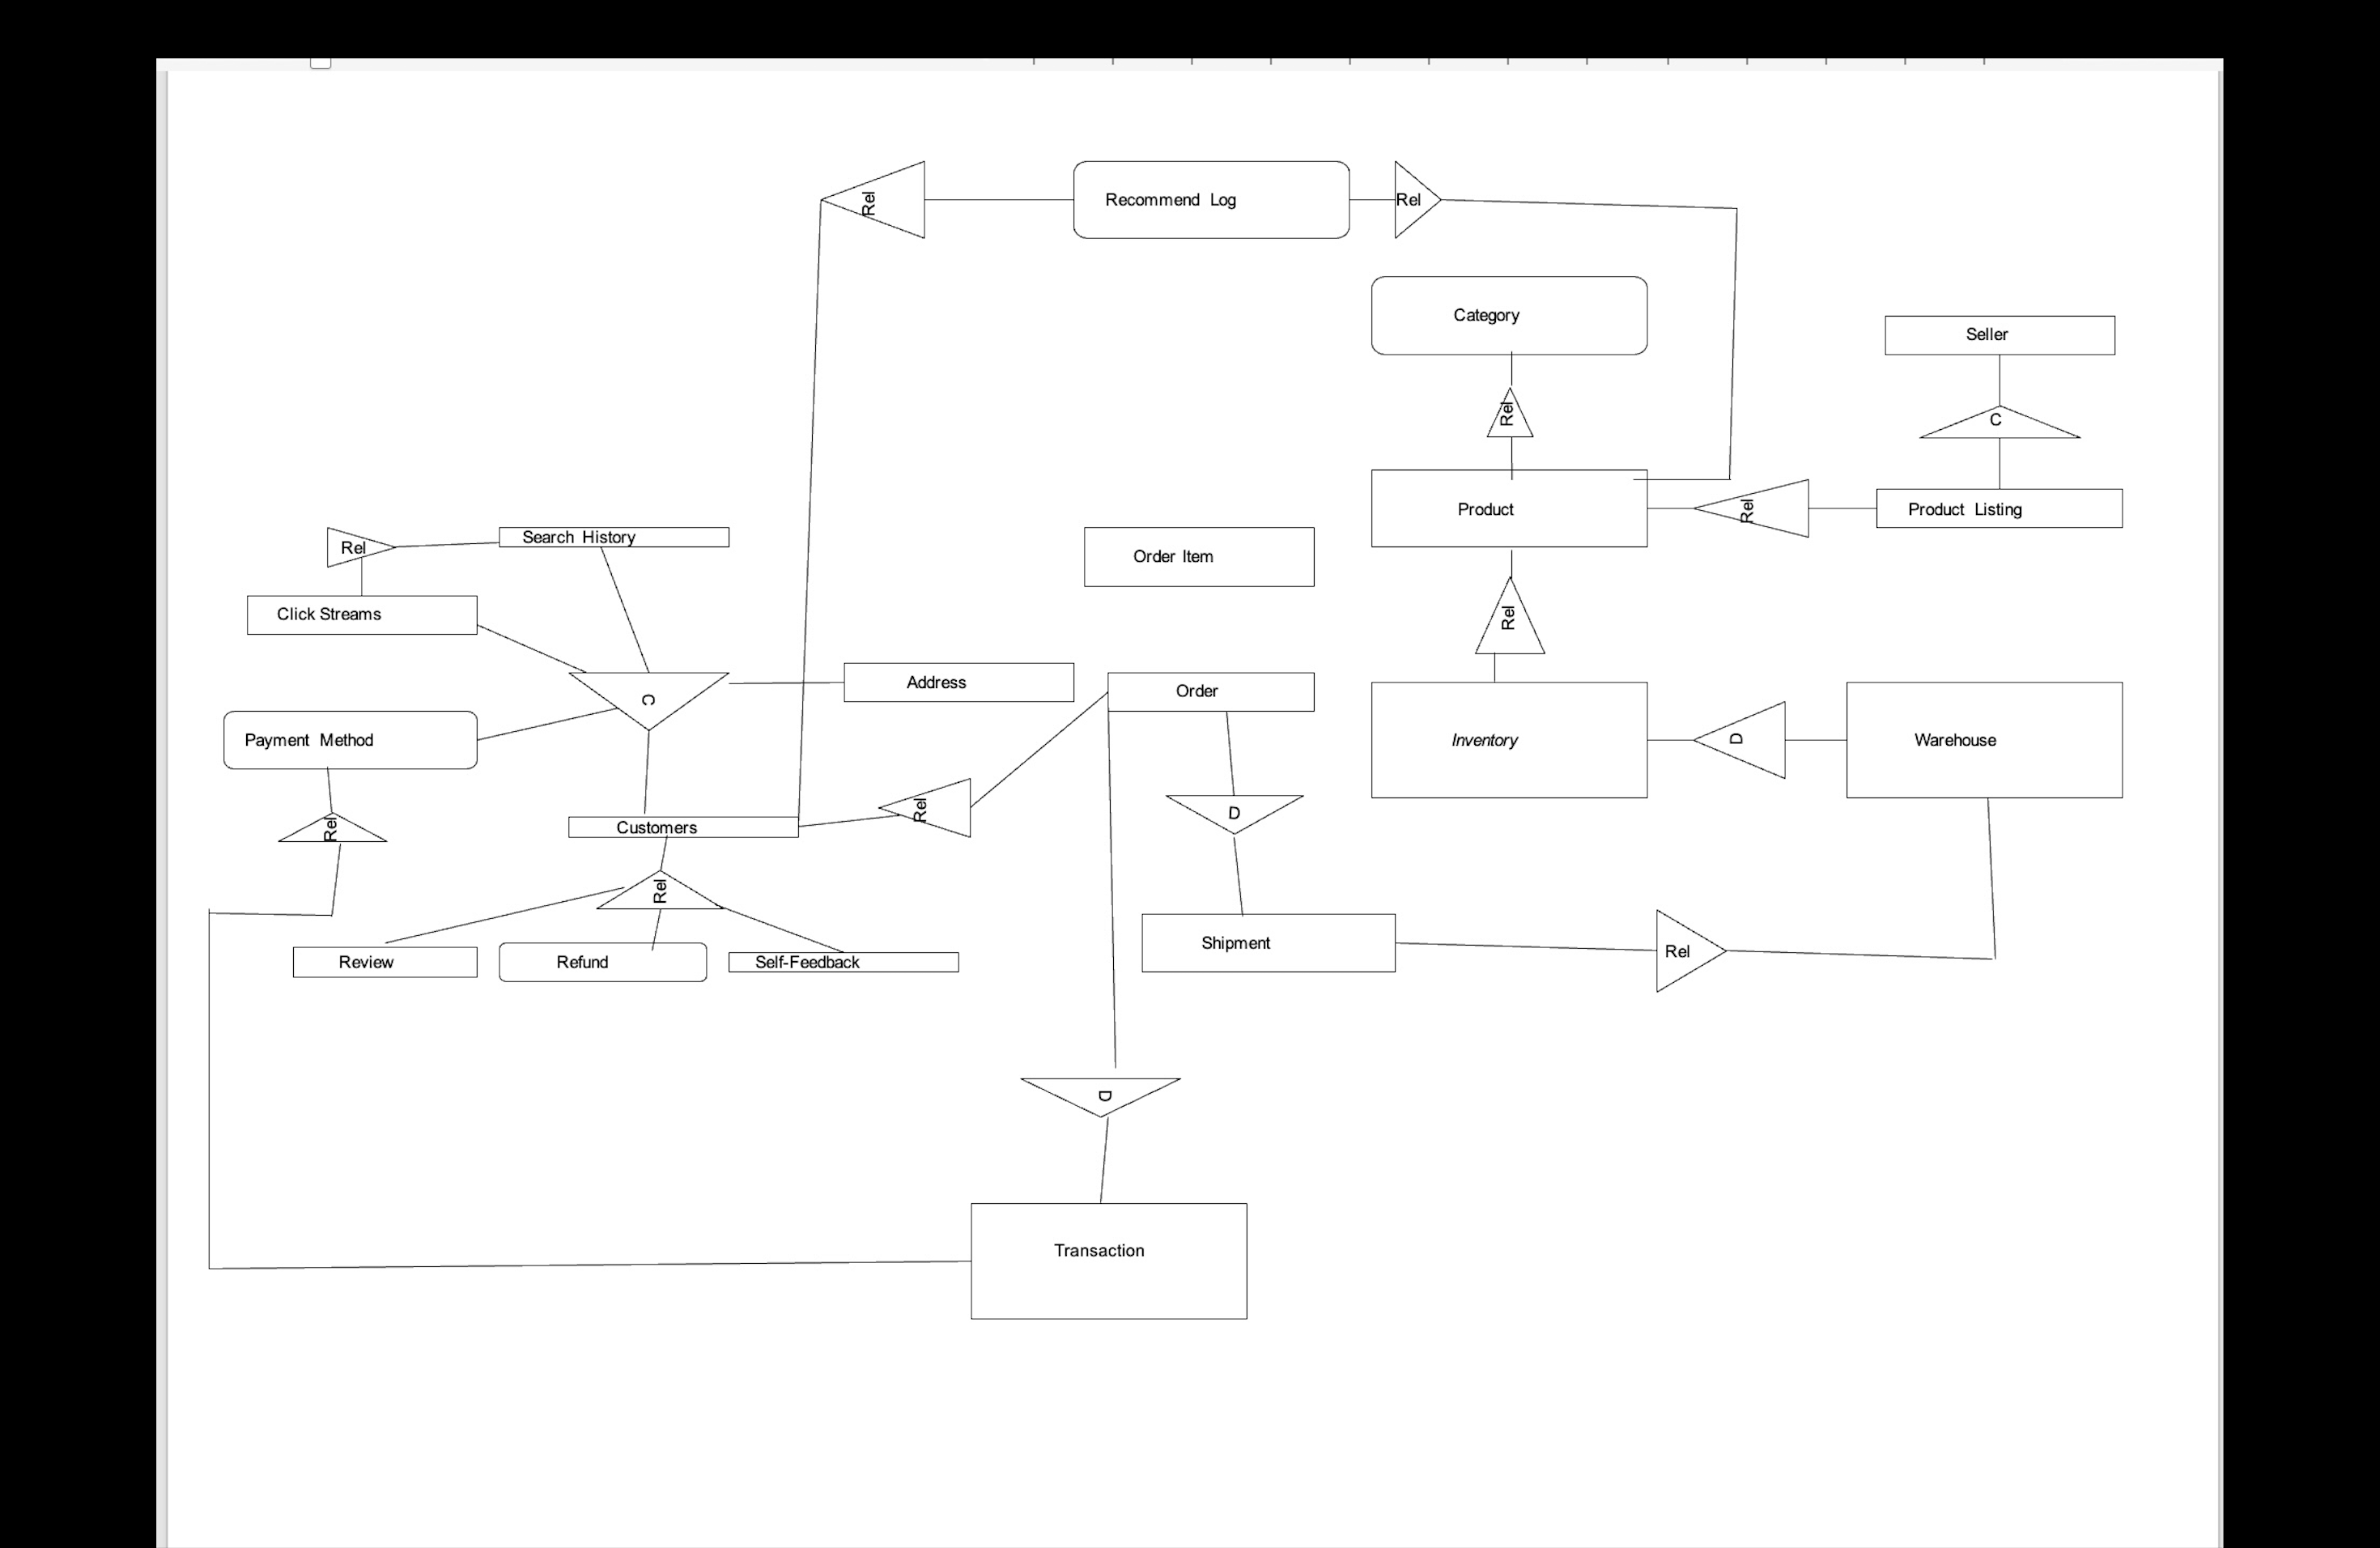 Rel
Recommend Log
Rel
Category
Seller
Rel
C
Product
Rel
Product Listing
Search History
Rel
Order Item
Click Streams
Rel
Address
Order
C
Payment Method
Inventory
D
Warehouse
Rel
D
Rel
Customers
Rel
Shipment
Rel
Review
Refund
Self-Feedback
D
Transaction